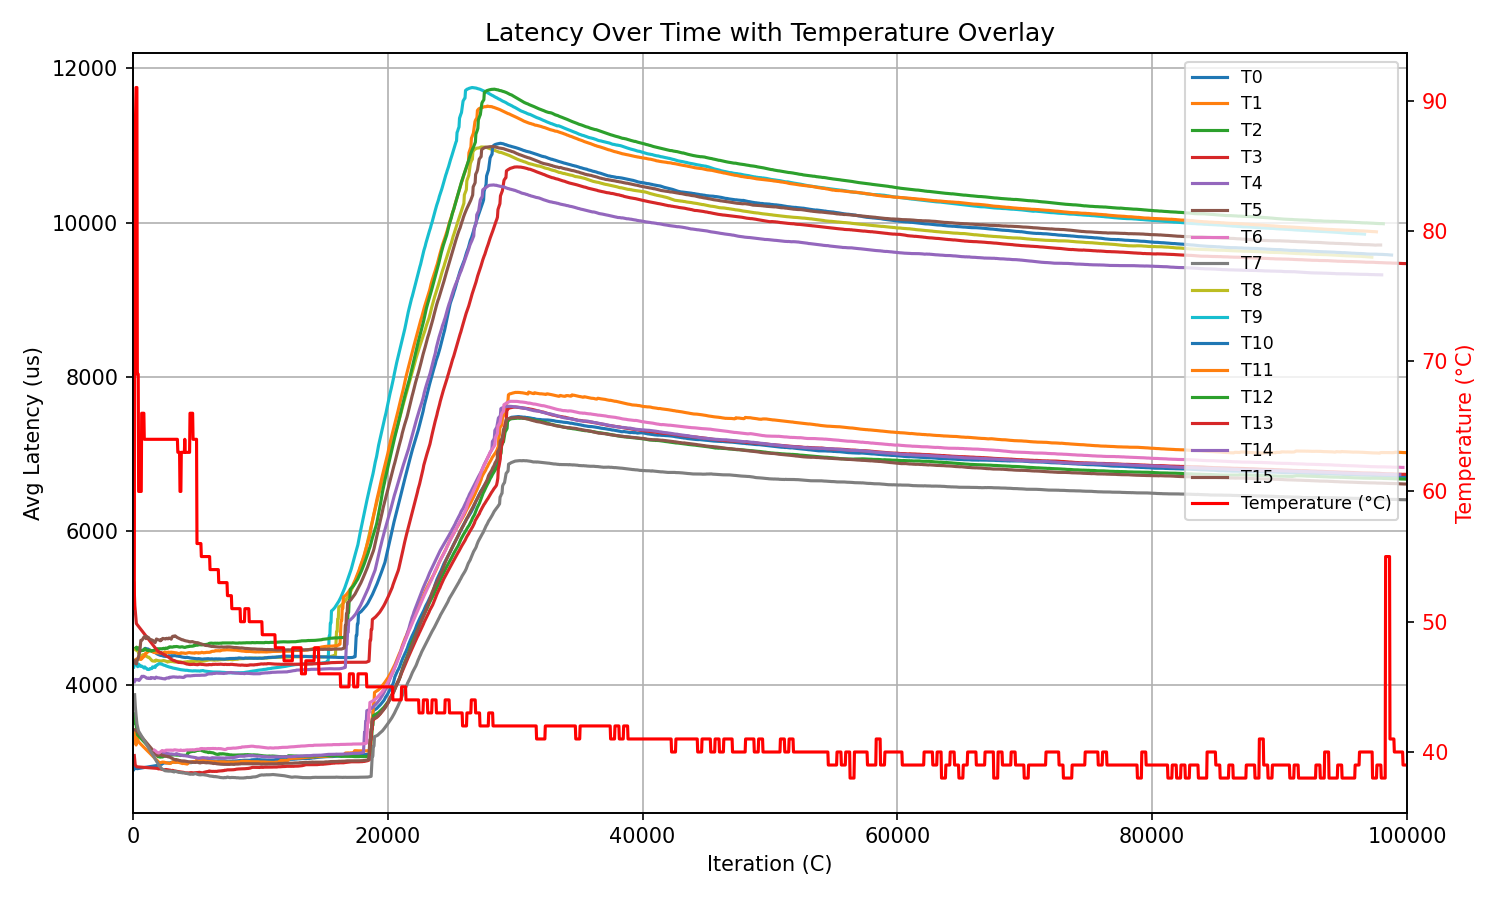 Latency Over Time with Temperature Overlay
12000
10000
8000
6000
4000
Avg Latency (us)
0
20000
40000
60000
80000
100000
Iteration (C)
90
80
70
60
50
40
Temperature (°C)
T0
T1
T2
T3
T4
T5
T6
T7
T8
T9
T10
T11
T12
T13
T14
T15
Temperature (°C)